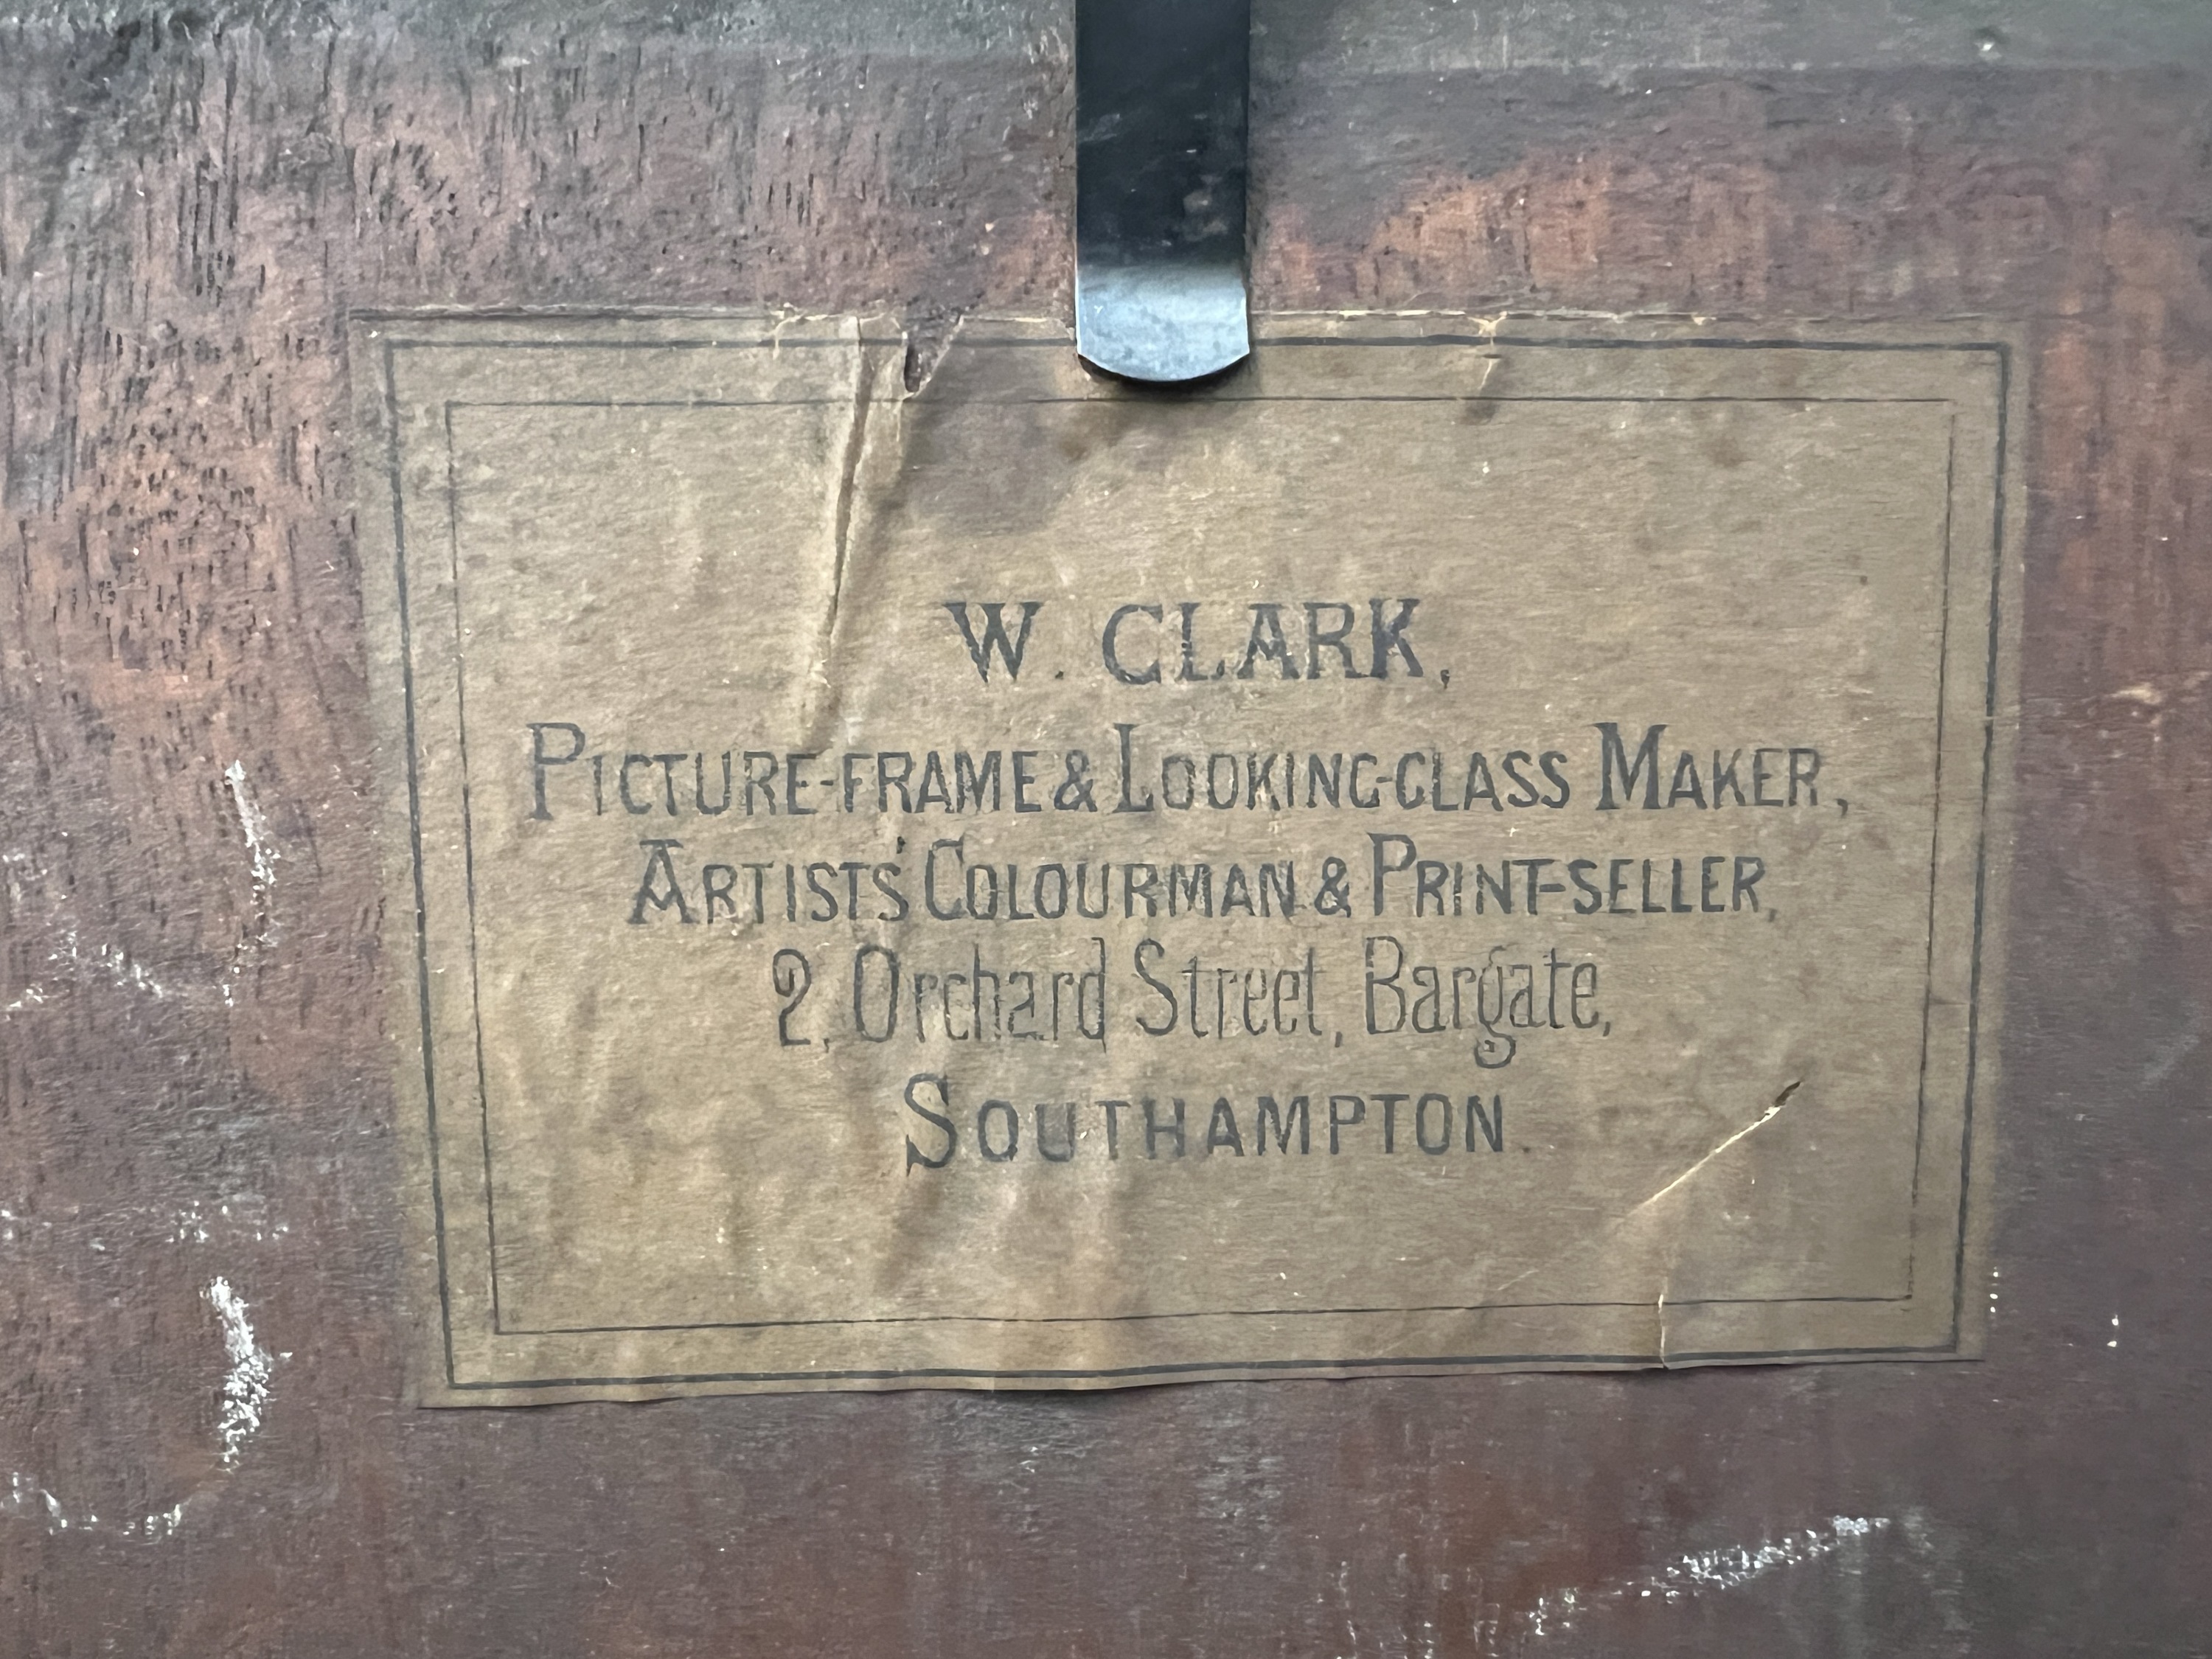 W. CLARK,
PICTURE-FRAME & LOOKING-GLASS MAKER,
ARTISTS' COLOURMAN & PRINT-SELLER,
2, Orchard Street, Bargate,
SOUTHAMPTON.